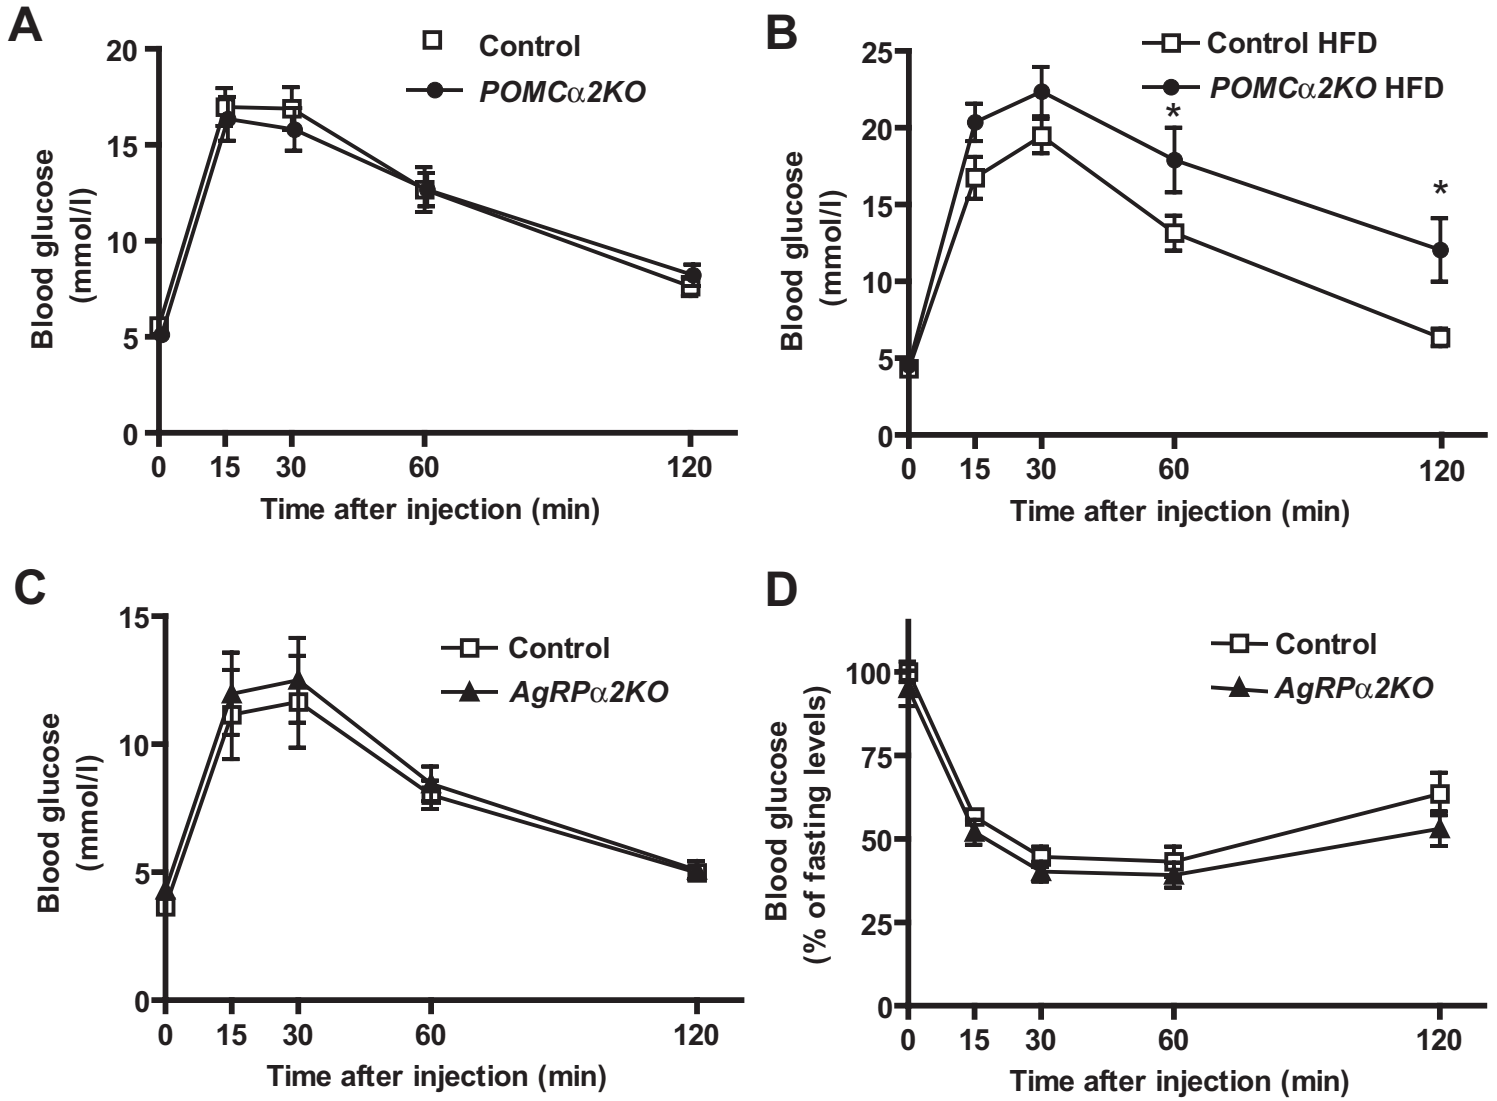 A
Control
POMCα2KO
20
15
10
5
0
Blood glucose
(mmol/l)
0 15 30 60 120
Time after injection (min)
B
Control HFD
POMCα2KO HFD
25
20
15
10
5
0
*
*
Blood glucose
(mmol/l)
0 15 30 60 120
Time after injection (min)
C
Control
AgRPα2KO
15
10
5
0
Blood glucose
(mmol/l)
0 15 30 60 120
Time after injection (min)
D
Control
AgRPα2KO
100
75
50
25
0
Blood glucose
(% of fasting levels)
0 15 30 60 120
Time after injection (min)